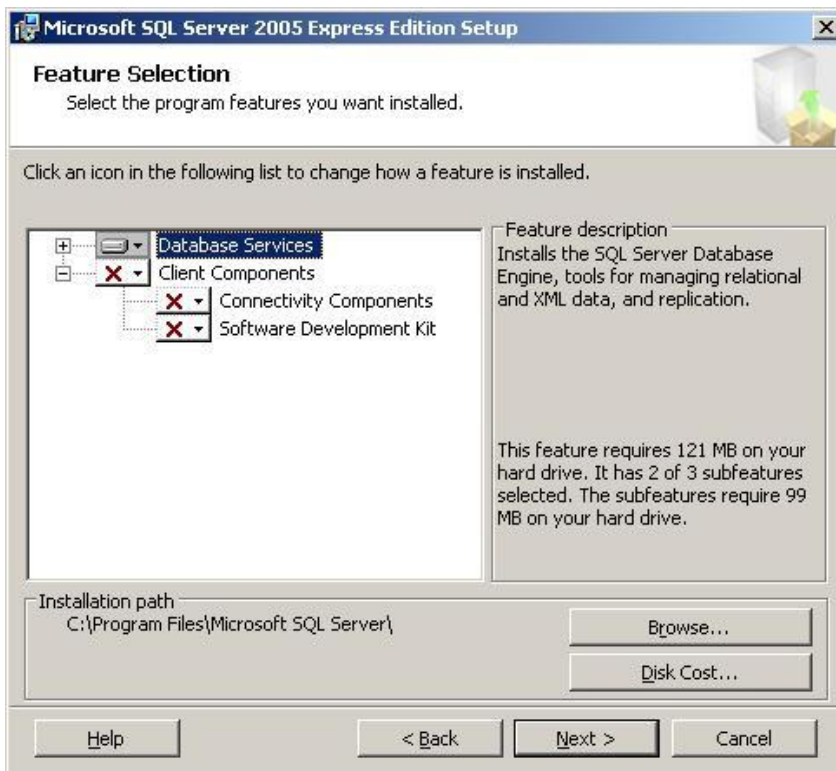 Microsoft SQL Server 2005 Express Edition Setup
Feature Selection
Select the program features you want installed.
Click an icon in the following list to change how a feature is installed.
Database Services
Client Components
Connectivity Components
Software Development Kit
Feature description
Installs the SQL Server Database
Engine, tools for managing relational
and XML data, and replication.
This feature requires 121 MB on your
hard drive. It has 2 of 3 subfeatures
selected. The subfeatures require 99
MB on your hard drive.
Installation path
C:\Program Files\Microsoft SQL Server\
Browse...
Disk Cost...
Help
< Back
Next >
Cancel